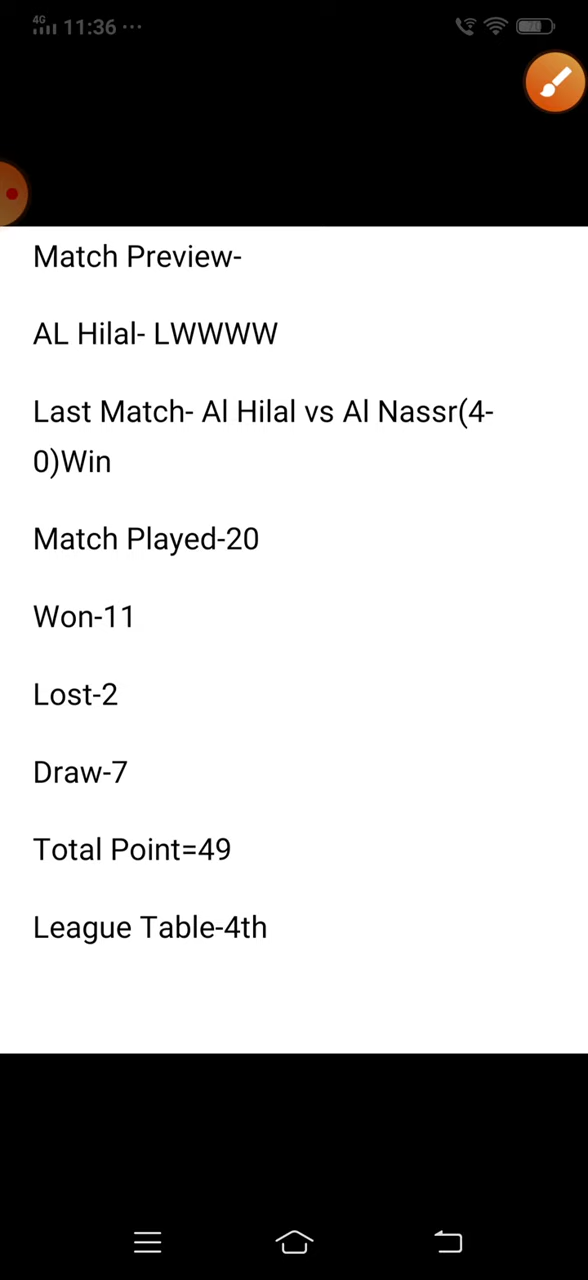 4G 11:36 ...
Match Preview-
AL Hilal- LWWWW
Last Match- Al Hilal vs Al Nassr(4-
0)Win
Match Played-20
Won-11
Lost-2
Draw-7
Total Point=49
League Table-4th